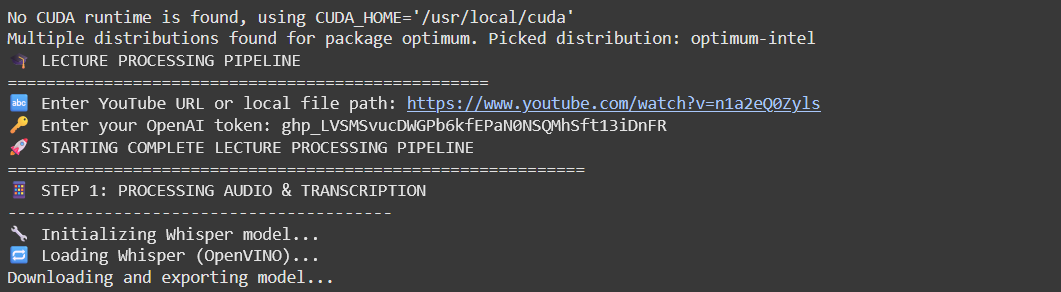 No CUDA runtime is found, using CUDA_HOME='/usr/local/cuda'
Multiple distributions found for package optimum. Picked distribution: optimum-intel
🎓 LECTURE PROCESSING PIPELINE
==================================================
🔤 Enter YouTube URL or local file path: https://www.youtube.com/watch?v=n1a2eQ0Zyls
🔑 Enter your OpenAI token: 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
🚀 STARTING COMPLETE LECTURE PROCESSING PIPELINE
============================================================
🧮 STEP 1: PROCESSING AUDIO & TRANSCRIPTION
----------------------------------------
🔧 Initializing Whisper model...
🔁 Loading Whisper (OpenVINO)...
Downloading and exporting model...